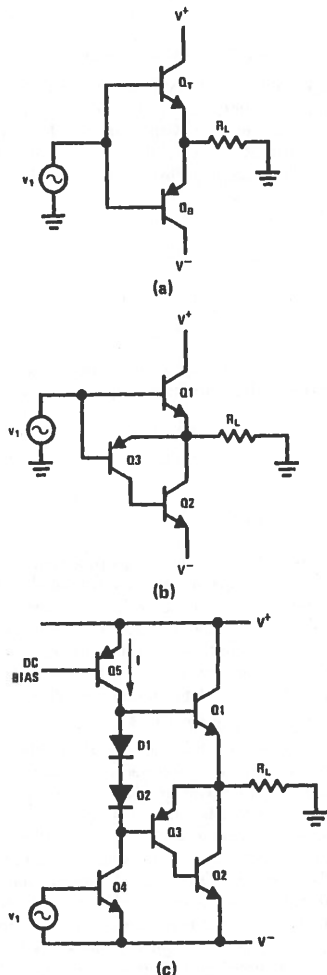 V+
QT
RL
v1
QB
V−
(a)
V+
Q1
RL
v1
Q3
Q2
V−
(b)
V+
DC
BIAS
Q5
I
Q1
D1
RL
D2
Q3
Q2
Q4
v1
V−
(c)